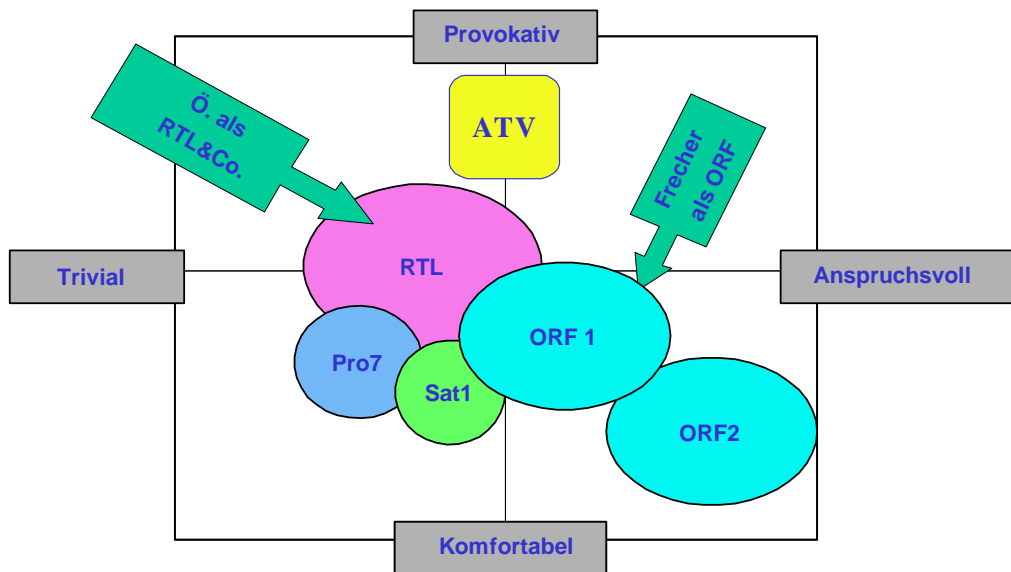 Provokativ
Ö. als
RTL&Co.
ATV
Frecher
als ORF
Trivial
RTL
Anspruchsvoll
ORF 1
Pro7
Sat1
ORF2
Komfortabel